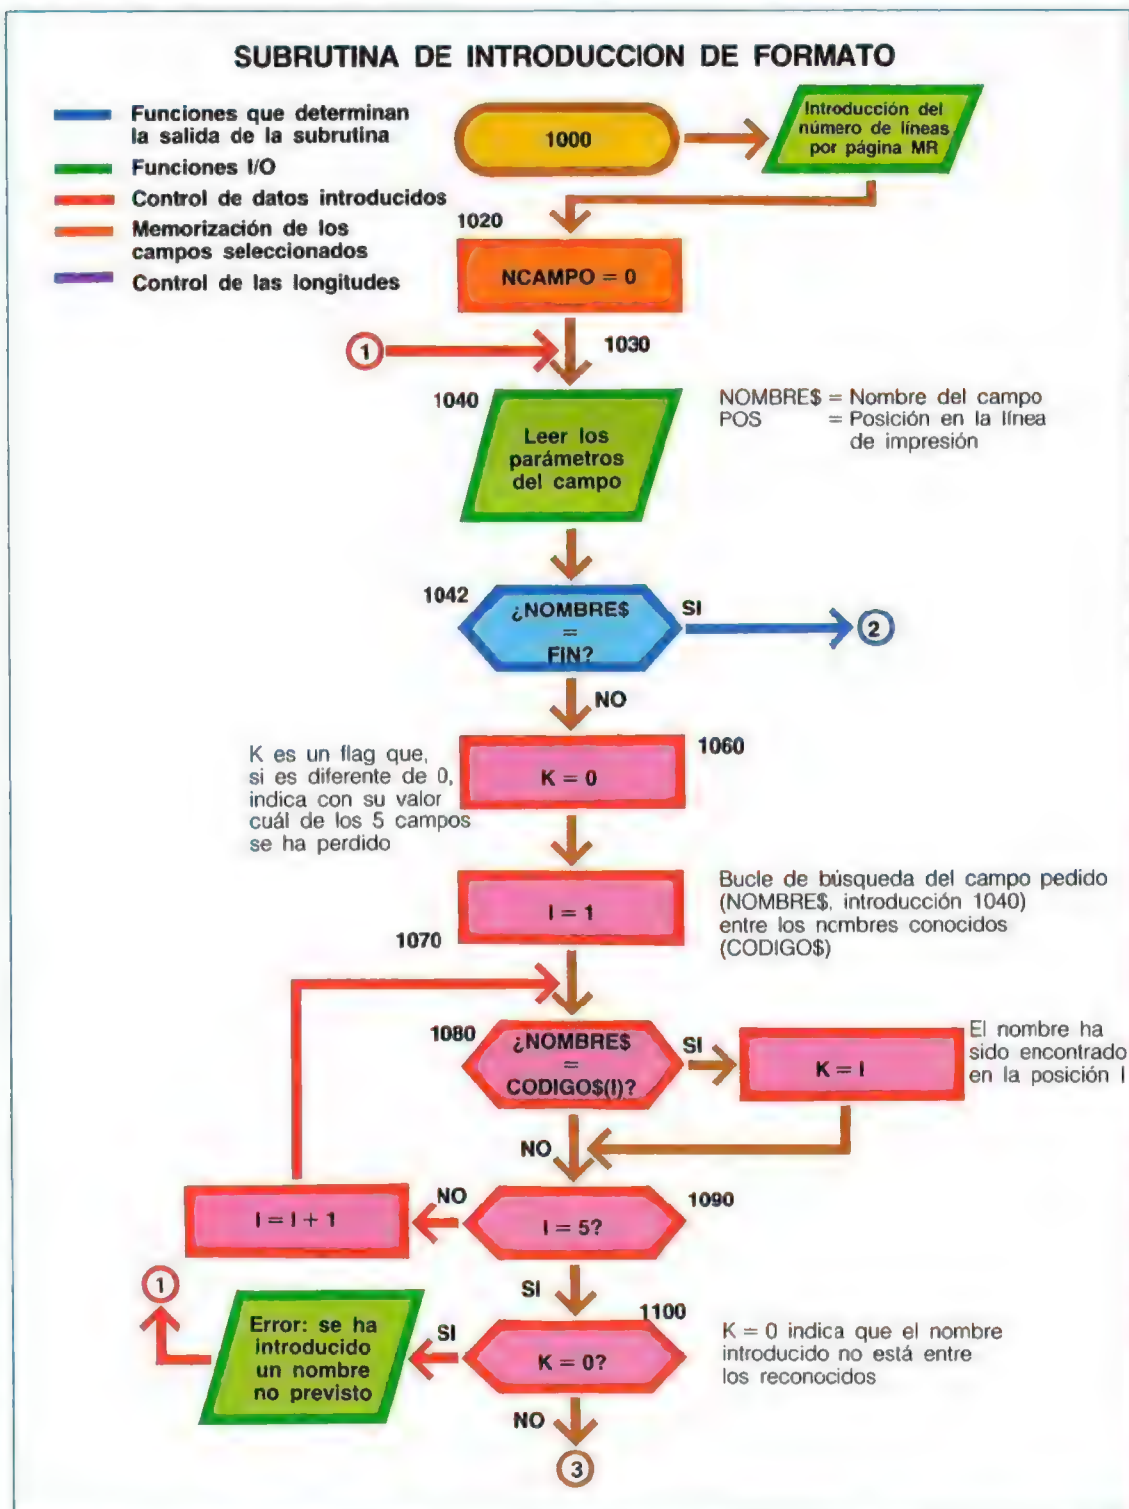 SUBRUTINA DE INTRODUCCION DE FORMATO
Funciones que determinan
la salida de la subrutina
Funciones I/O
Control de datos introducidos
Memorización de los
campos seleccionados
Control de las longitudes
1000
Introducción del
número de líneas
por página MR
1020
NCAMPO = 0
1
1030
1040
Leer los
parámetros
del campo
NOMBRE$ = Nombre del campo
POS = Posición en la línea
de impresión
1042
¿NOMBRE$
=
FIN?
SI
2
NO
1060
K = 0
K es un flag que,
si es diferente de 0,
indica con su valor
cuál de los 5 campos
se ha perdido
I = 1
1070
Bucle de búsqueda del campo pedido
(NOMBRE$, introducción 1040)
entre los nombres conocidos
(CODIGO$)
1080
¿NOMBRE$
=
CODIGO$(I)?
SI
K = I
El nombre ha
sido encontrado
en la posición I
NO
I = I + 1
NO
I = 5?
1090
SI
1
Error: se ha
introducido
un nombre
no previsto
SI
1100
K = 0?
K = 0 indica que el nombre
introducido no está entre
los reconocidos
NO
3